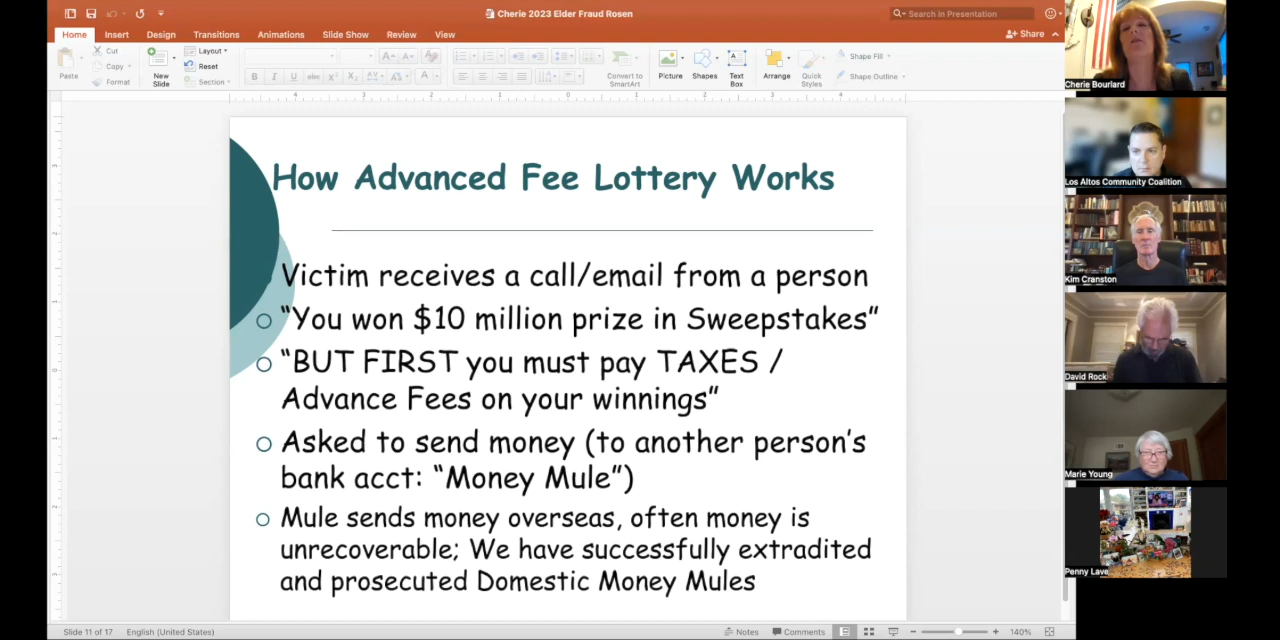 Cherie 2023 Elder Fraud Rosen
Search in Presentation
Home Insert Design Transitions Animations Slide Show Review View
Share
Paste
Cut
Copy
Format
New
Slide
Layout
Reset
Section
Convert to
SmartArt
Picture
Shapes
Text
Box
Arrange
Quick
Styles
Shape Fill
Shape Outline
How Advanced Fee Lottery Works
Victim receives a call/email from a person
“You won $10 million prize in Sweepstakes”
“BUT FIRST you must pay TAXES /
Advance Fees on your winnings”
Asked to send money (to another person’s
bank acct: “Money Mule”)
Mule sends money overseas, often money is
unrecoverable; We have successfully extradited
and prosecuted Domestic Money Mules
Slide 11 of 17
English (United States)
Notes
Comments
140%
Cherie Bourlard
Los Altos Community Coalition
Kim Cranston
David Rock
Marie Young
Penny Lave